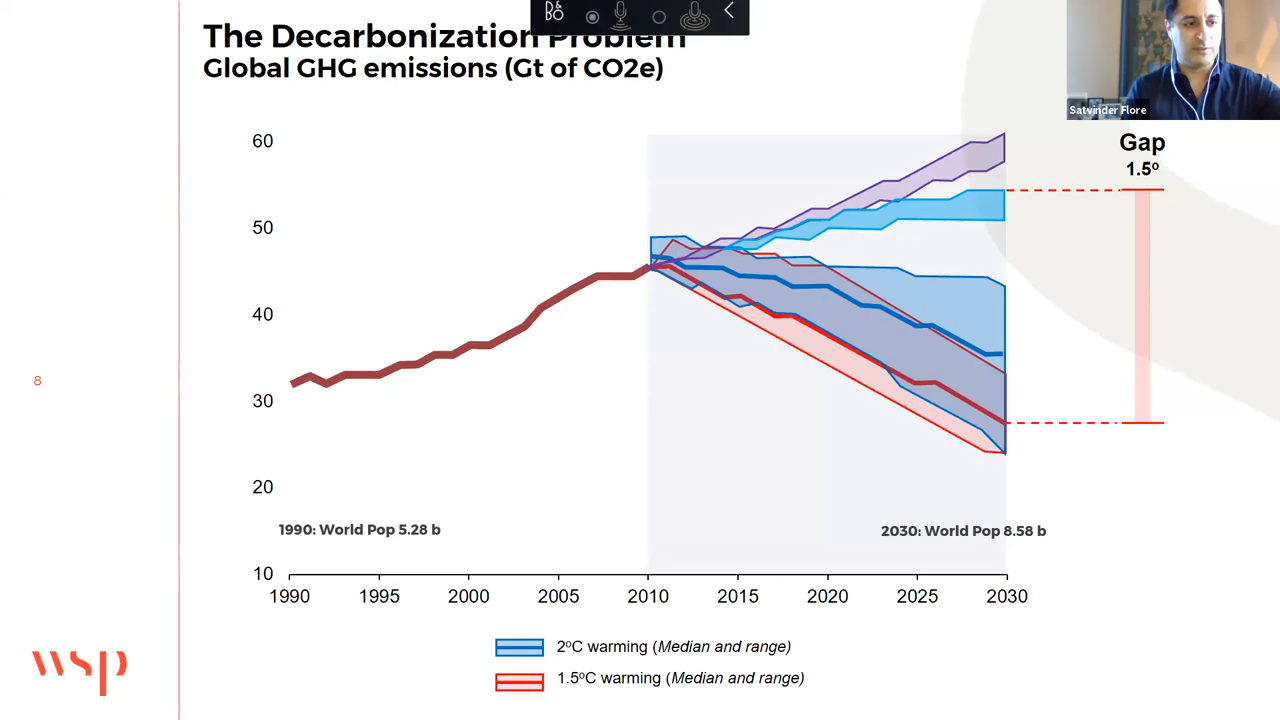 The Decarbonization Problem
Global GHG emissions (Gt of CO2e)
B&O
Satvinder Flore
Gap
1.5º
60
50
40
30
20
10
8
1990: World Pop 5.28 b
2030: World Pop 8.58 b
1990 1995 2000 2005 2010 2015 2020 2025 2030
2ºC warming (Median and range)
1.5ºC warming (Median and range)
wsp